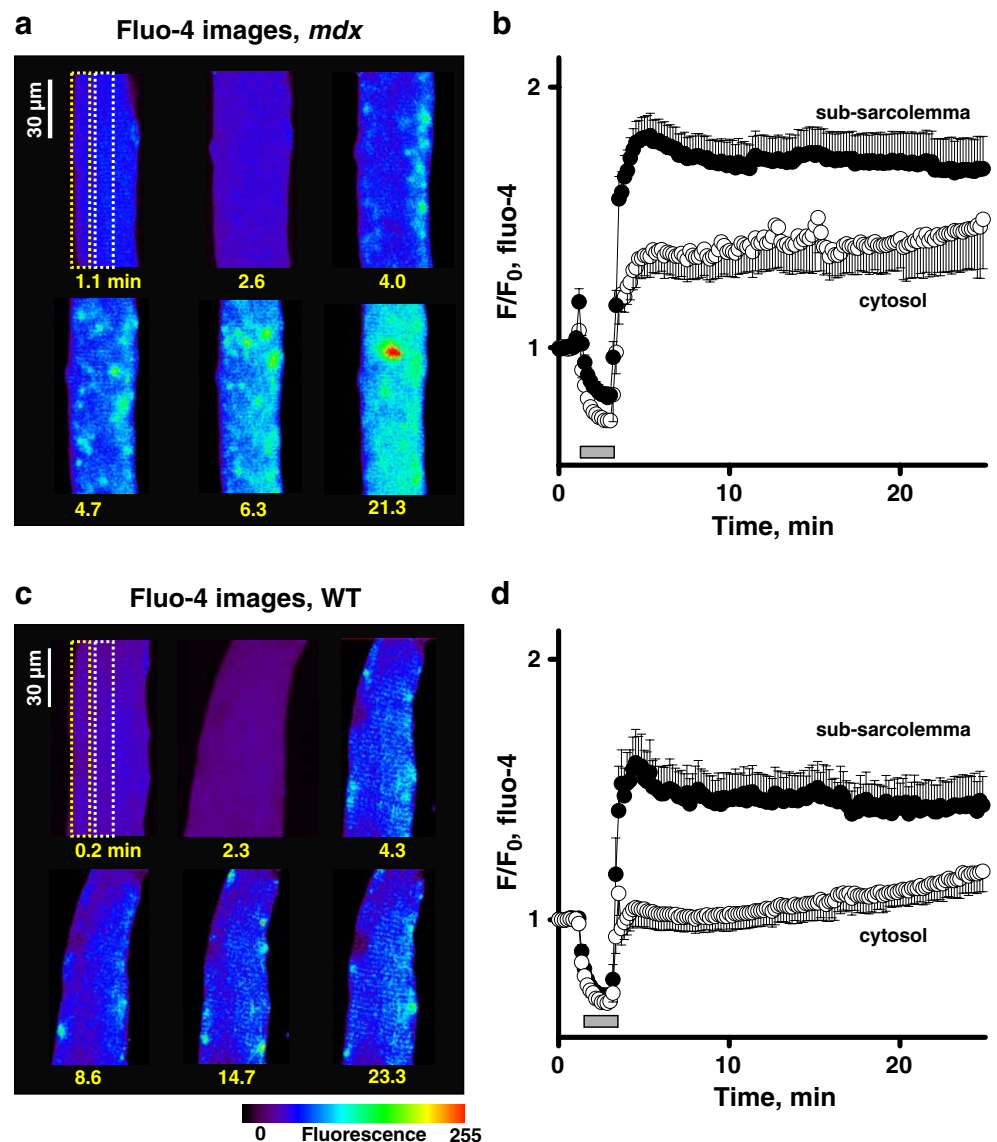 a
Fluo-4 images, mdx
30 µm
1.1 min
2.6
4.0
4.7
6.3
21.3
b
2
1
F/F0, fluo-4
sub-sarcolemma
cytosol
0
10
20
Time, min
c
Fluo-4 images, WT
30 µm
0.2 min
2.3
4.3
8.6
14.7
23.3
0
Fluorescence
255
d
2
1
F/F0, fluo-4
sub-sarcolemma
cytosol
0
10
20
Time, min